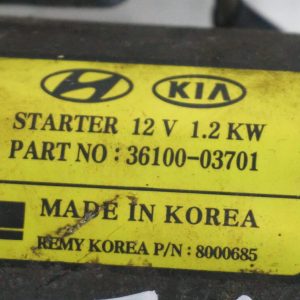 KIA
STARTER 12 V 1.2 KW
PART NO : 36100-03701
MADE IN KOREA
REMY KOREA P/N : 8000685